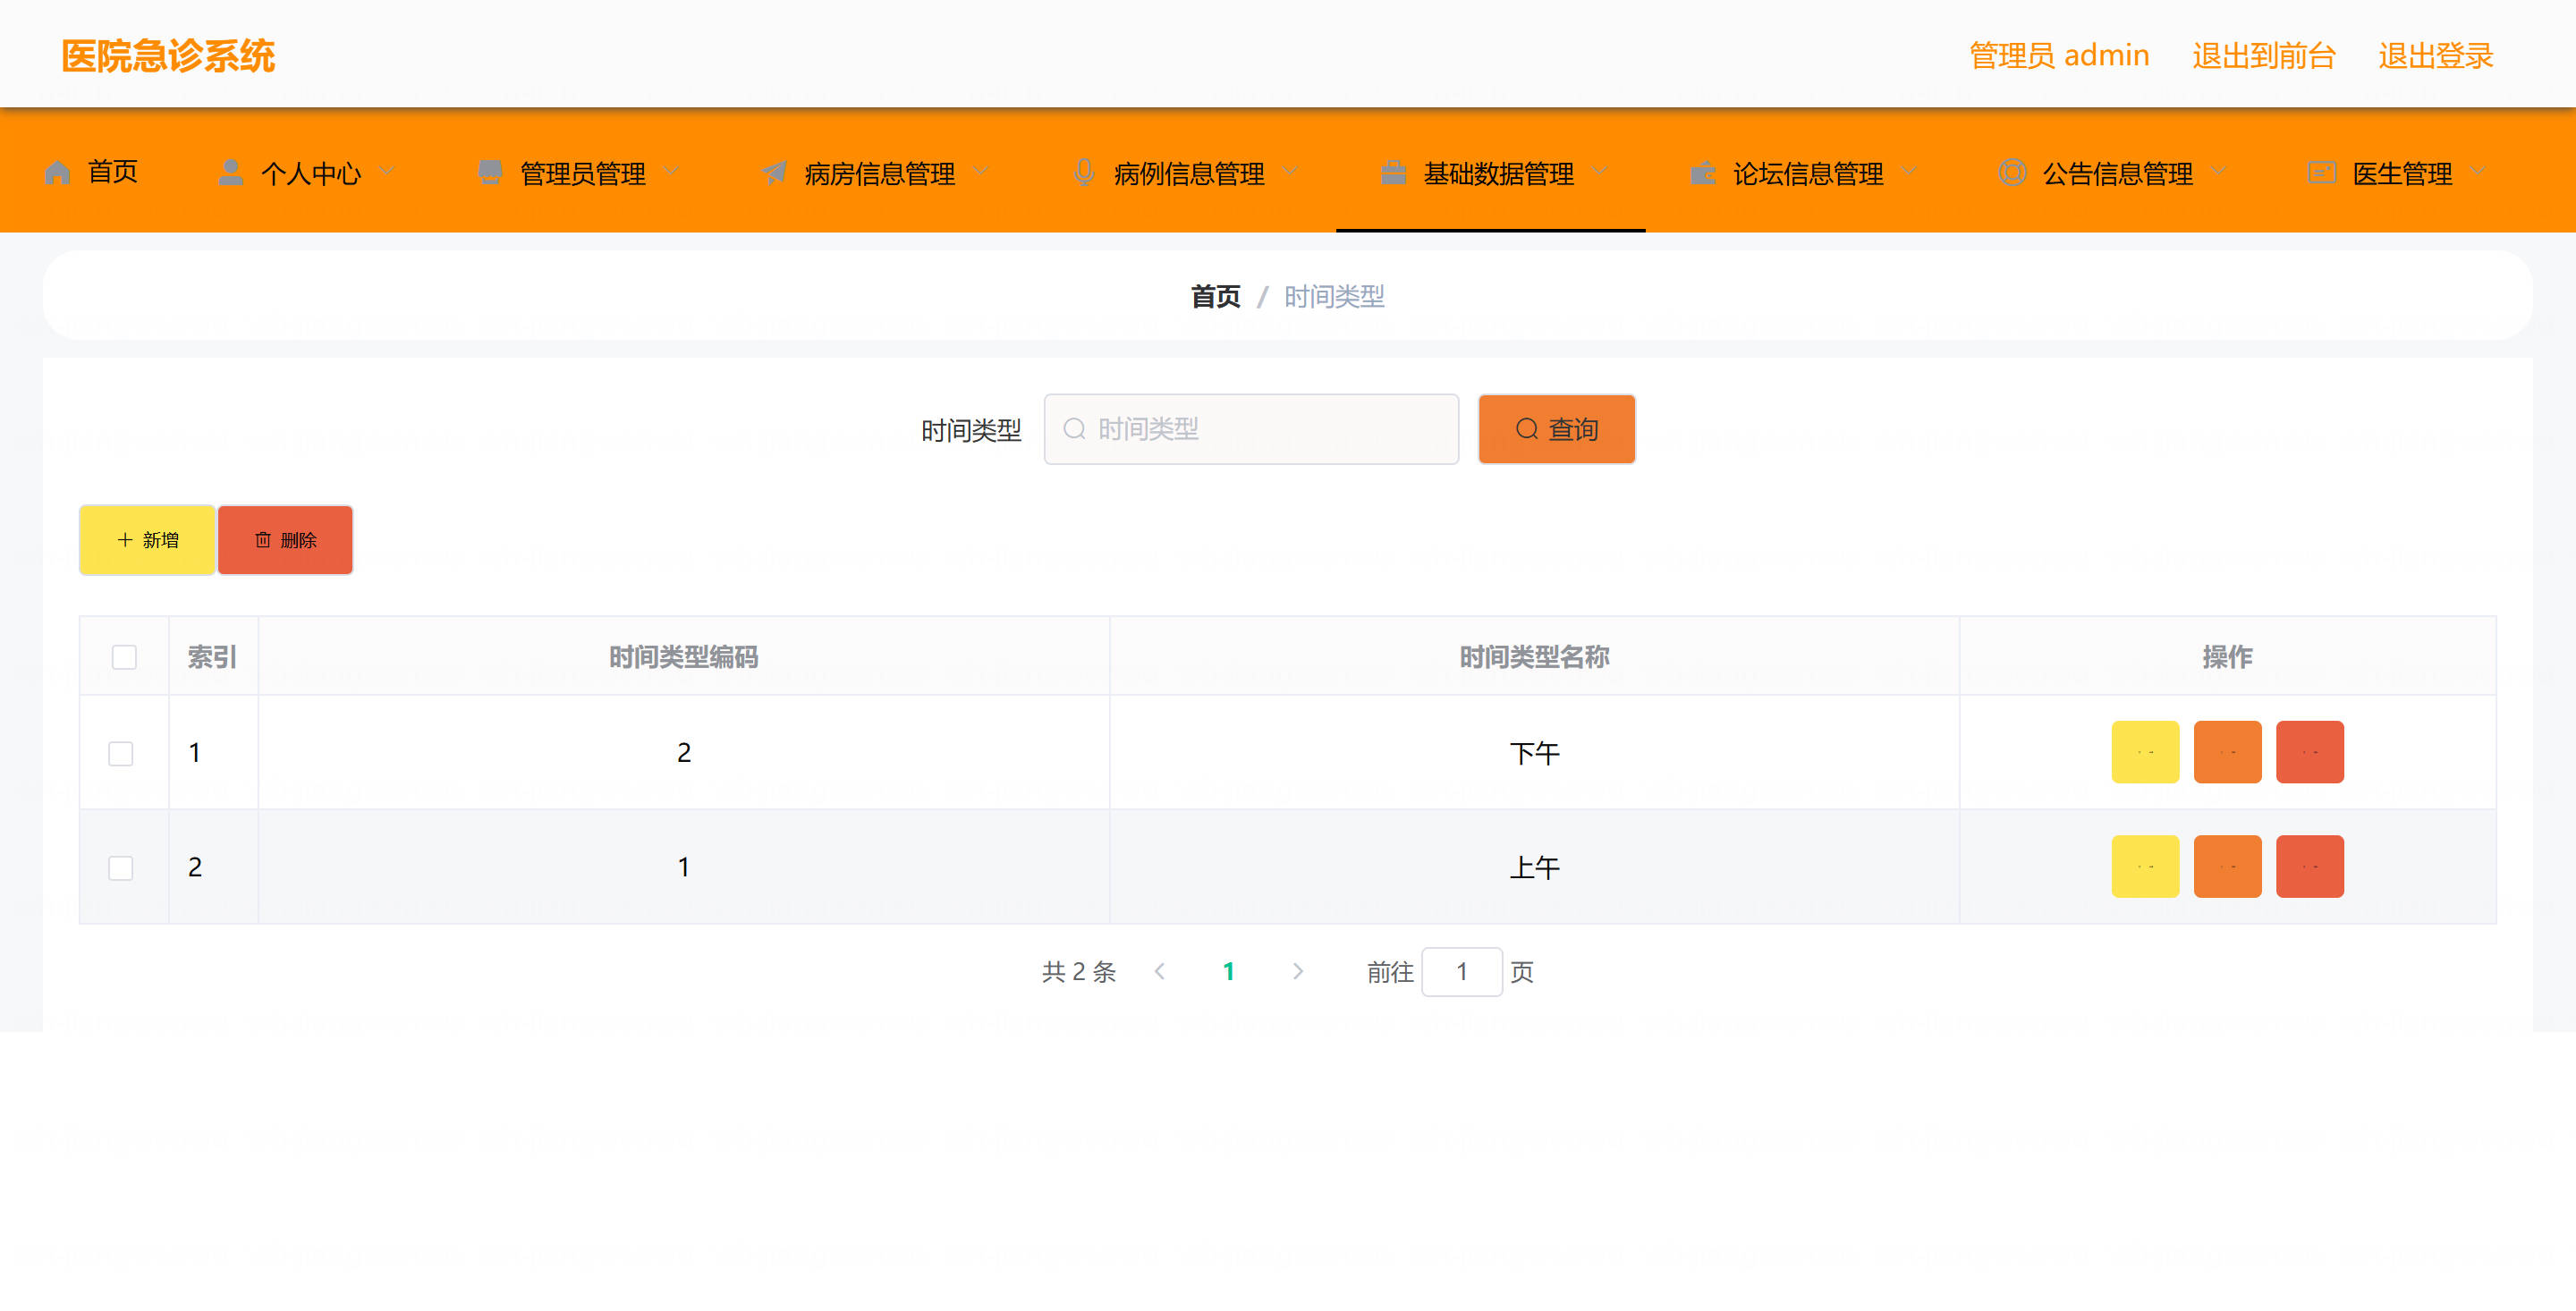 医院急诊系统
管理员 admin 退出到前台 退出登录
首页 个人中心 管理员管理 病房信息管理 病例信息管理 基础数据管理 论坛信息管理 公告信息管理 医生管理
首页 / 时间类型
时间类型 时间类型 查询
新增 删除
索引 时间类型编码 时间类型名称 操作
1 2 下午
2 1 上午
共 2 条 1 前往 1 页